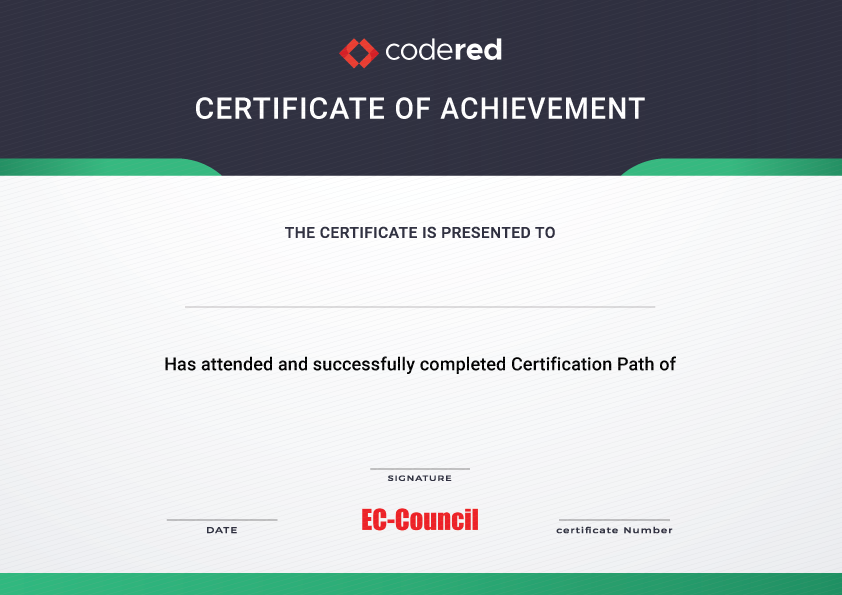 codered
CERTIFICATE OF ACHIEVEMENT
THE CERTIFICATE IS PRESENTED TO
Has attended and successfully completed Certification Path of
SIGNATURE
EC-Council
DATE
certificate Number